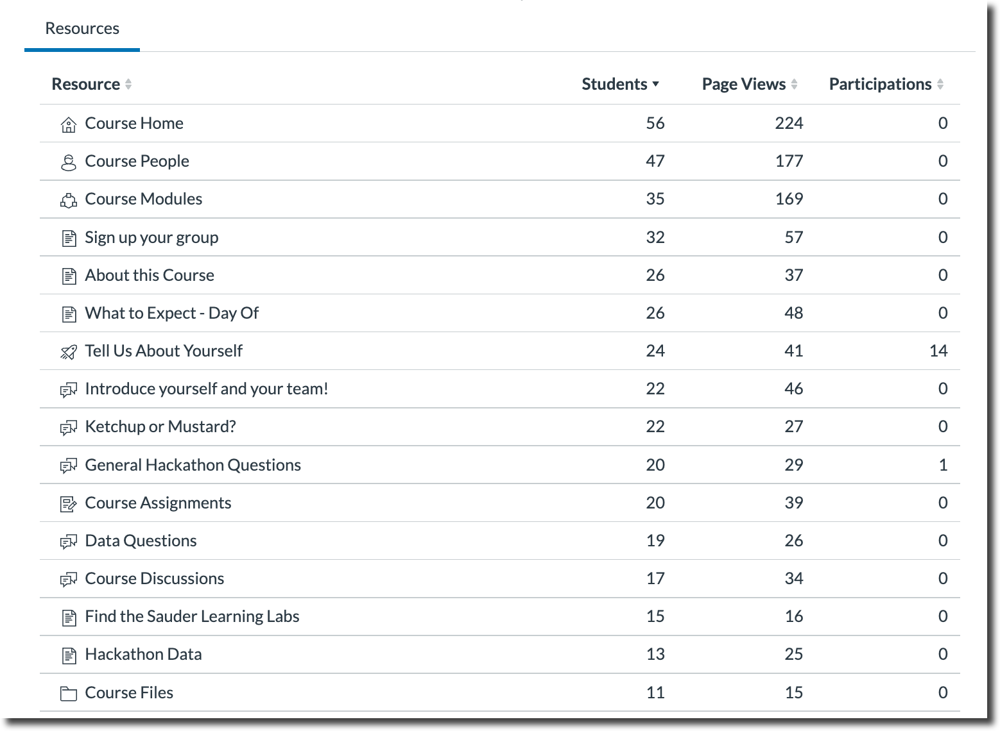 Resources
Resource Students Page Views Participations
Course Home 56 224 0
Course People 47 177 0
Course Modules 35 169 0
Sign up your group 32 57 0
About this Course 26 37 0
What to Expect - Day Of 26 48 0
Tell Us About Yourself 24 41 14
Introduce yourself and your team! 22 46 0
Ketchup or Mustard? 22 27 0
General Hackathon Questions 20 29 1
Course Assignments 20 39 0
Data Questions 19 26 0
Course Discussions 17 34 0
Find the Sauder Learning Labs 15 16 0
Hackathon Data 13 25 0
Course Files 11 15 0